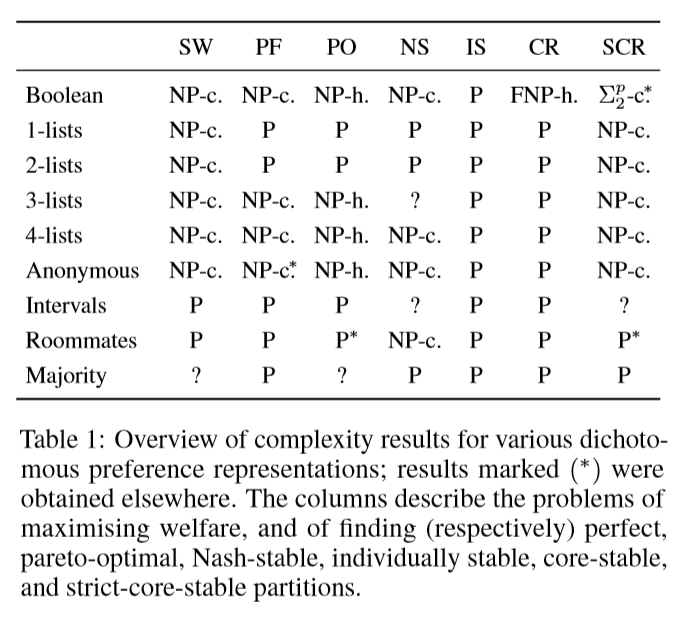 SW PF PO NS IS CR SCR
Boolean NP-c. NP-c. NP-h. NP-c. P FNP-h. Σ₂ᵖ-c.*
1-lists NP-c. P P P P P NP-c.
2-lists NP-c. P P P P P NP-c.
3-lists NP-c. NP-c. NP-h. ? P P NP-c.
4-lists NP-c. NP-c. NP-h. NP-c. P P NP-c.
Anonymous NP-c. NP-c.* NP-h. NP-c. P P NP-c.
Intervals P P P ? P P ?
Roommates P P P* NP-c. P P P*
Majority ? P ? P P P P
Table 1: Overview of complexity results for various dichoto-
mous preference representations; results marked (*) were
obtained elsewhere. The columns describe the problems of
maximising welfare, and of finding (respectively) perfect,
pareto-optimal, Nash-stable, individually stable, core-stable,
and strict-core-stable partitions.